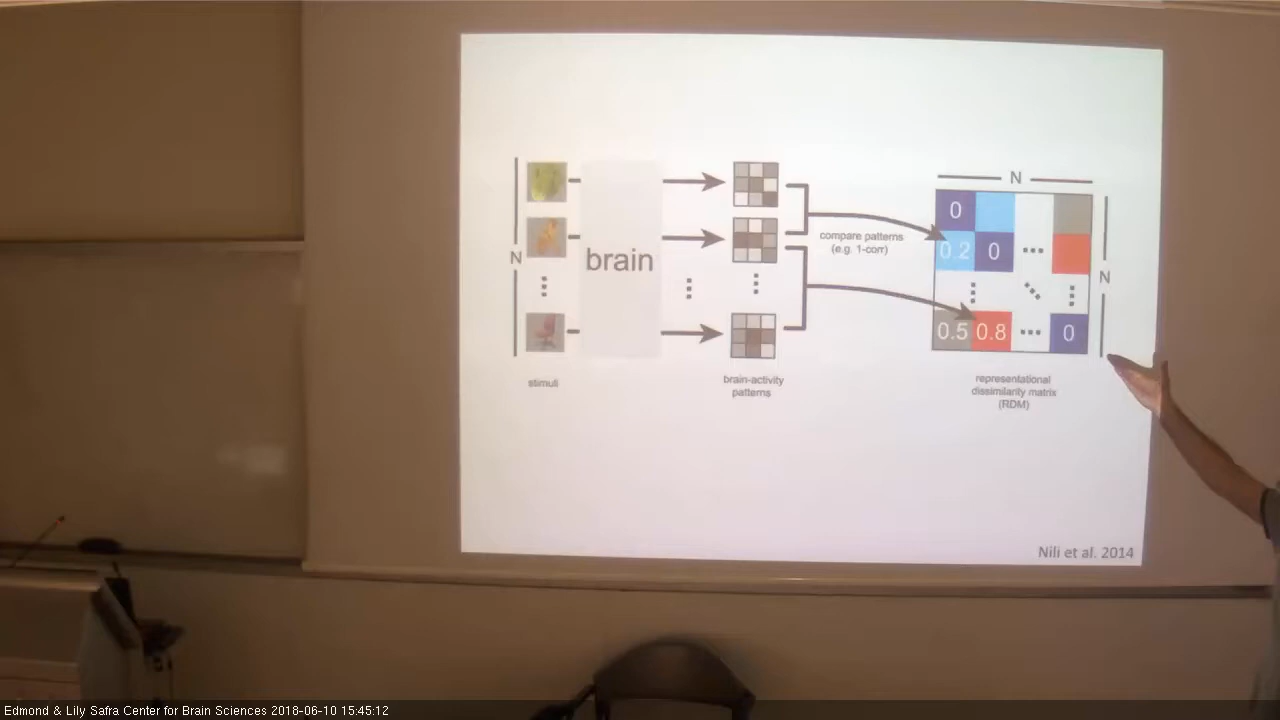 N
brain
N
stimuli
brain-activity
patterns
compare patterns
(e.g. 1-corr)
N
0
0.2 0
0.5 0.8 0
N
representational
dissimilarity matrix
(RDM)
Nili et al. 2014
Edmond & Lily Safra Center for Brain Sciences 2018-06-10 15:45:12